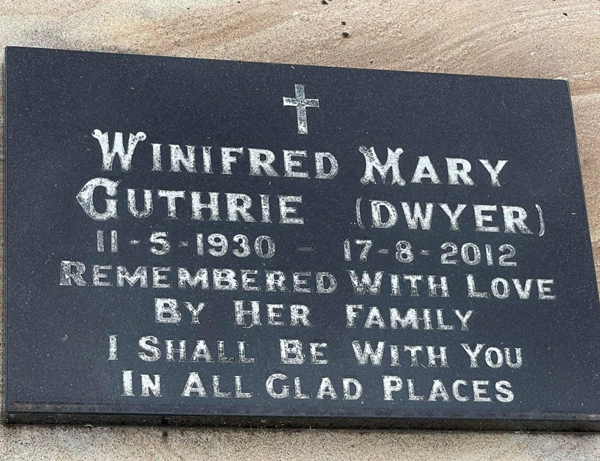 WINIFRED MARY
GUTHRIE (DWYER)
11-5-1930 - 17-8-2012
REMEMBERED WITH LOVE
BY HER FAMILY
I SHALL BE WITH YOU
IN ALL GLAD PLACES